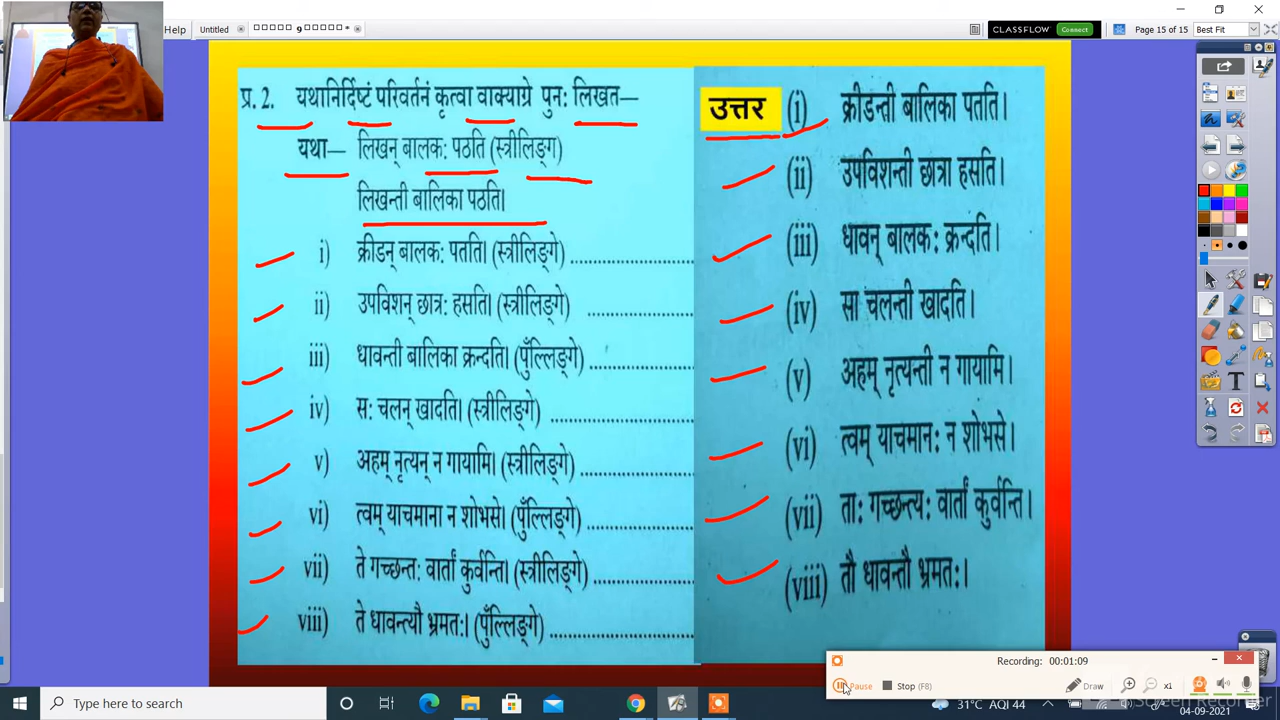 Help
Untitled
9
CLASSFLOW
Connect
Page 15 of 15
Best Fit
प्र. 2. यथानिर्दिष्टं परिवर्तनं कृत्वा वाक्याग्रे पुन: लिखत—
यथा— लिखन् बालक: पठति (स्त्रीलिङ्गे)
लिखन्ती बालिका पठति।
i) क्रीडन् बालक: पतति। (स्त्रीलिङ्गे) ....................
ii) उपविशन् छात्र: हसति। (स्त्रीलिङ्गे) ....................
iii) धावन्ती बालिका क्रन्दति। (पुँल्लिङ्गे) ....................
iv) स: चलन् खादति। (स्त्रीलिङ्गे) ....................
v) अहम् नृत्यन् न गायामि। (स्त्रीलिङ्गे) ....................
vi) त्वम् याचमाना न शोभसे। (पुँल्लिङ्गे) ....................
vii) ते गच्छन्त: वार्तां कुर्वन्ति। (स्त्रीलिङ्गे) ....................
viii) ते धावन्त्यौ भ्रमत:। (पुँल्लिङ्गे) ....................
उत्तर (i) क्रीडन्ती बालिका पतति।
(ii) उपविशन्ती छात्रा हसति।
(iii) धावन् बालक: क्रन्दति।
(iv) सा चलन्ती खादति।
(v) अहम् नृत्यन्ती न गायामि।
(vi) त्वम् याचमान: न शोभसे।
(vii) ता: गच्छन्त्य: वार्तां कुर्वन्ति।
(viii) तौ धावन्तौ भ्रमत:।
Recording: 00:01:09
Pause
Stop (F8)
Draw
x1
Type here to search
31°C AQI 44
04-09-2021